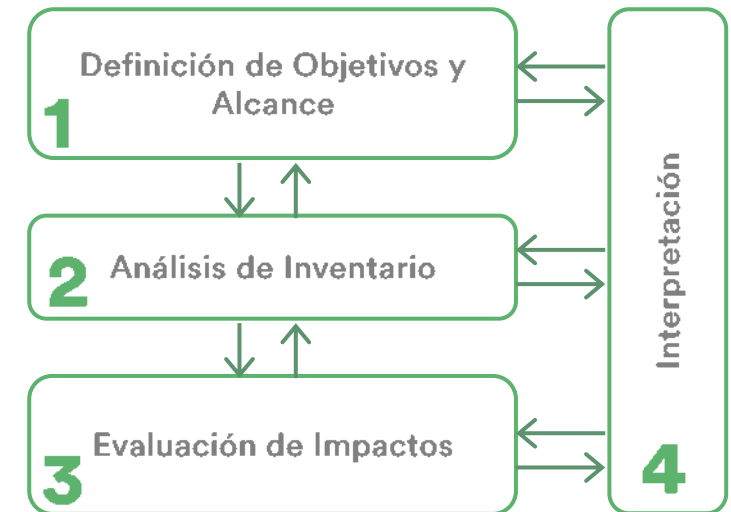 Definición de Objetivos y
Alcance
1
2
Análisis de Inventario
Evaluación de Impactos
3
Interpretación
4